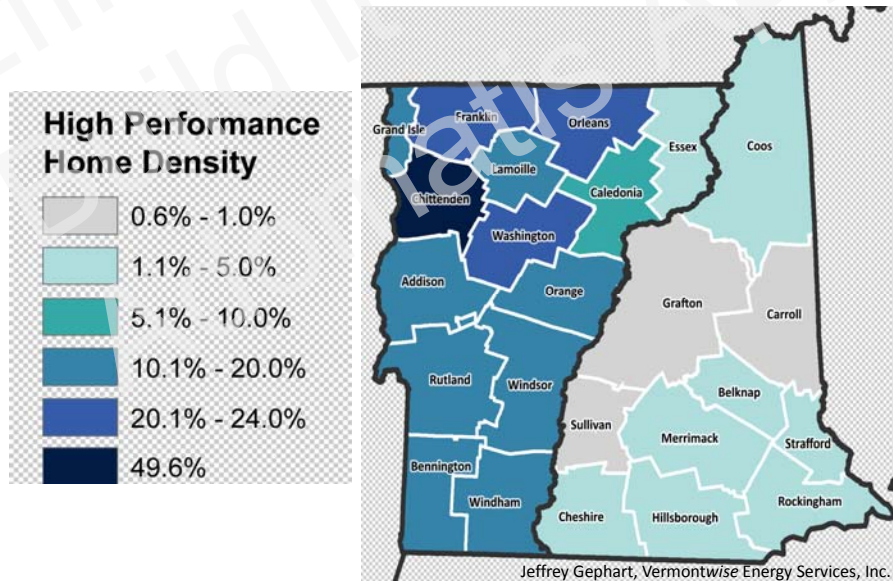 High Performance
Home Density
0.6% - 1.0%
1.1% - 5.0%
5.1% - 10.0%
10.1% - 20.0%
20.1% - 24.0%
49.6%
Grand Isle
Franklin
Orleans
Essex
Coos
Lamoille
Chittenden
Caledonia
Washington
Addison
Orange
Grafton
Carroll
Rutland
Windsor
Belknap
Sullivan
Merrimack
Strafford
Bennington
Windham
Cheshire
Hillsborough
Rockingham
Jeffrey Gephart, Vermontwise Energy Services, Inc.